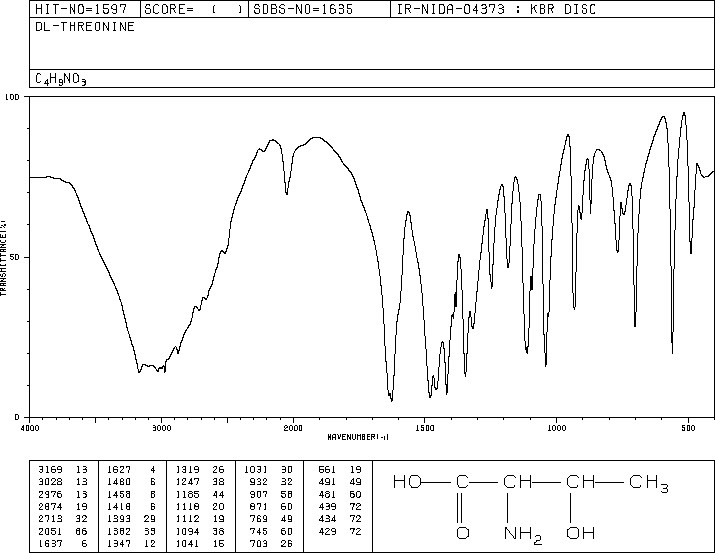 HIT-NO=1597 SCORE= ( ) SDBS-NO=1635 IR-NIDA-04373 : KBR DISC
DL-THREONINE
C4H9NO3
100
50
0
TRANSMITTANCE(%)
4000 3000 2000 1500 1000 500
WAVENUMBER(-1)
3169 13 1627 4 1319 26 1031 30 561 19
3028 13 1460 6 1247 38 932 32 491 49
2976 13 1458 8 1185 44 907 58 481 60
2874 19 1418 6 1118 20 871 60 439 72
2713 32 1393 29 1112 19 769 49 434 72
2051 66 1382 39 1094 38 745 60 429 72
1637 6 1347 12 1041 16 703 26
HO C CH CH CH3
O NH2 OH